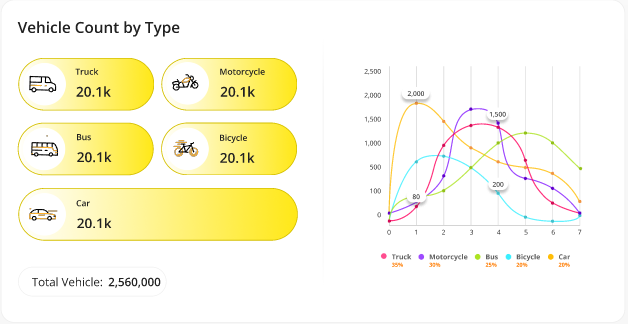 Vehicle Count by Type
Truck
20.1k
Motorcycle
20.1k
Bus
20.1k
Bicycle
20.1k
Car
20.1k
Total Vehicle: 2,560,000
2,500
2,000
1,500
1,000
500
100
0
2,000
1,500
200
80
0 1 2 3 4 5 6 7
Truck Motorcycle Bus Bicycle Car
35% 30% 25% 20% 20%